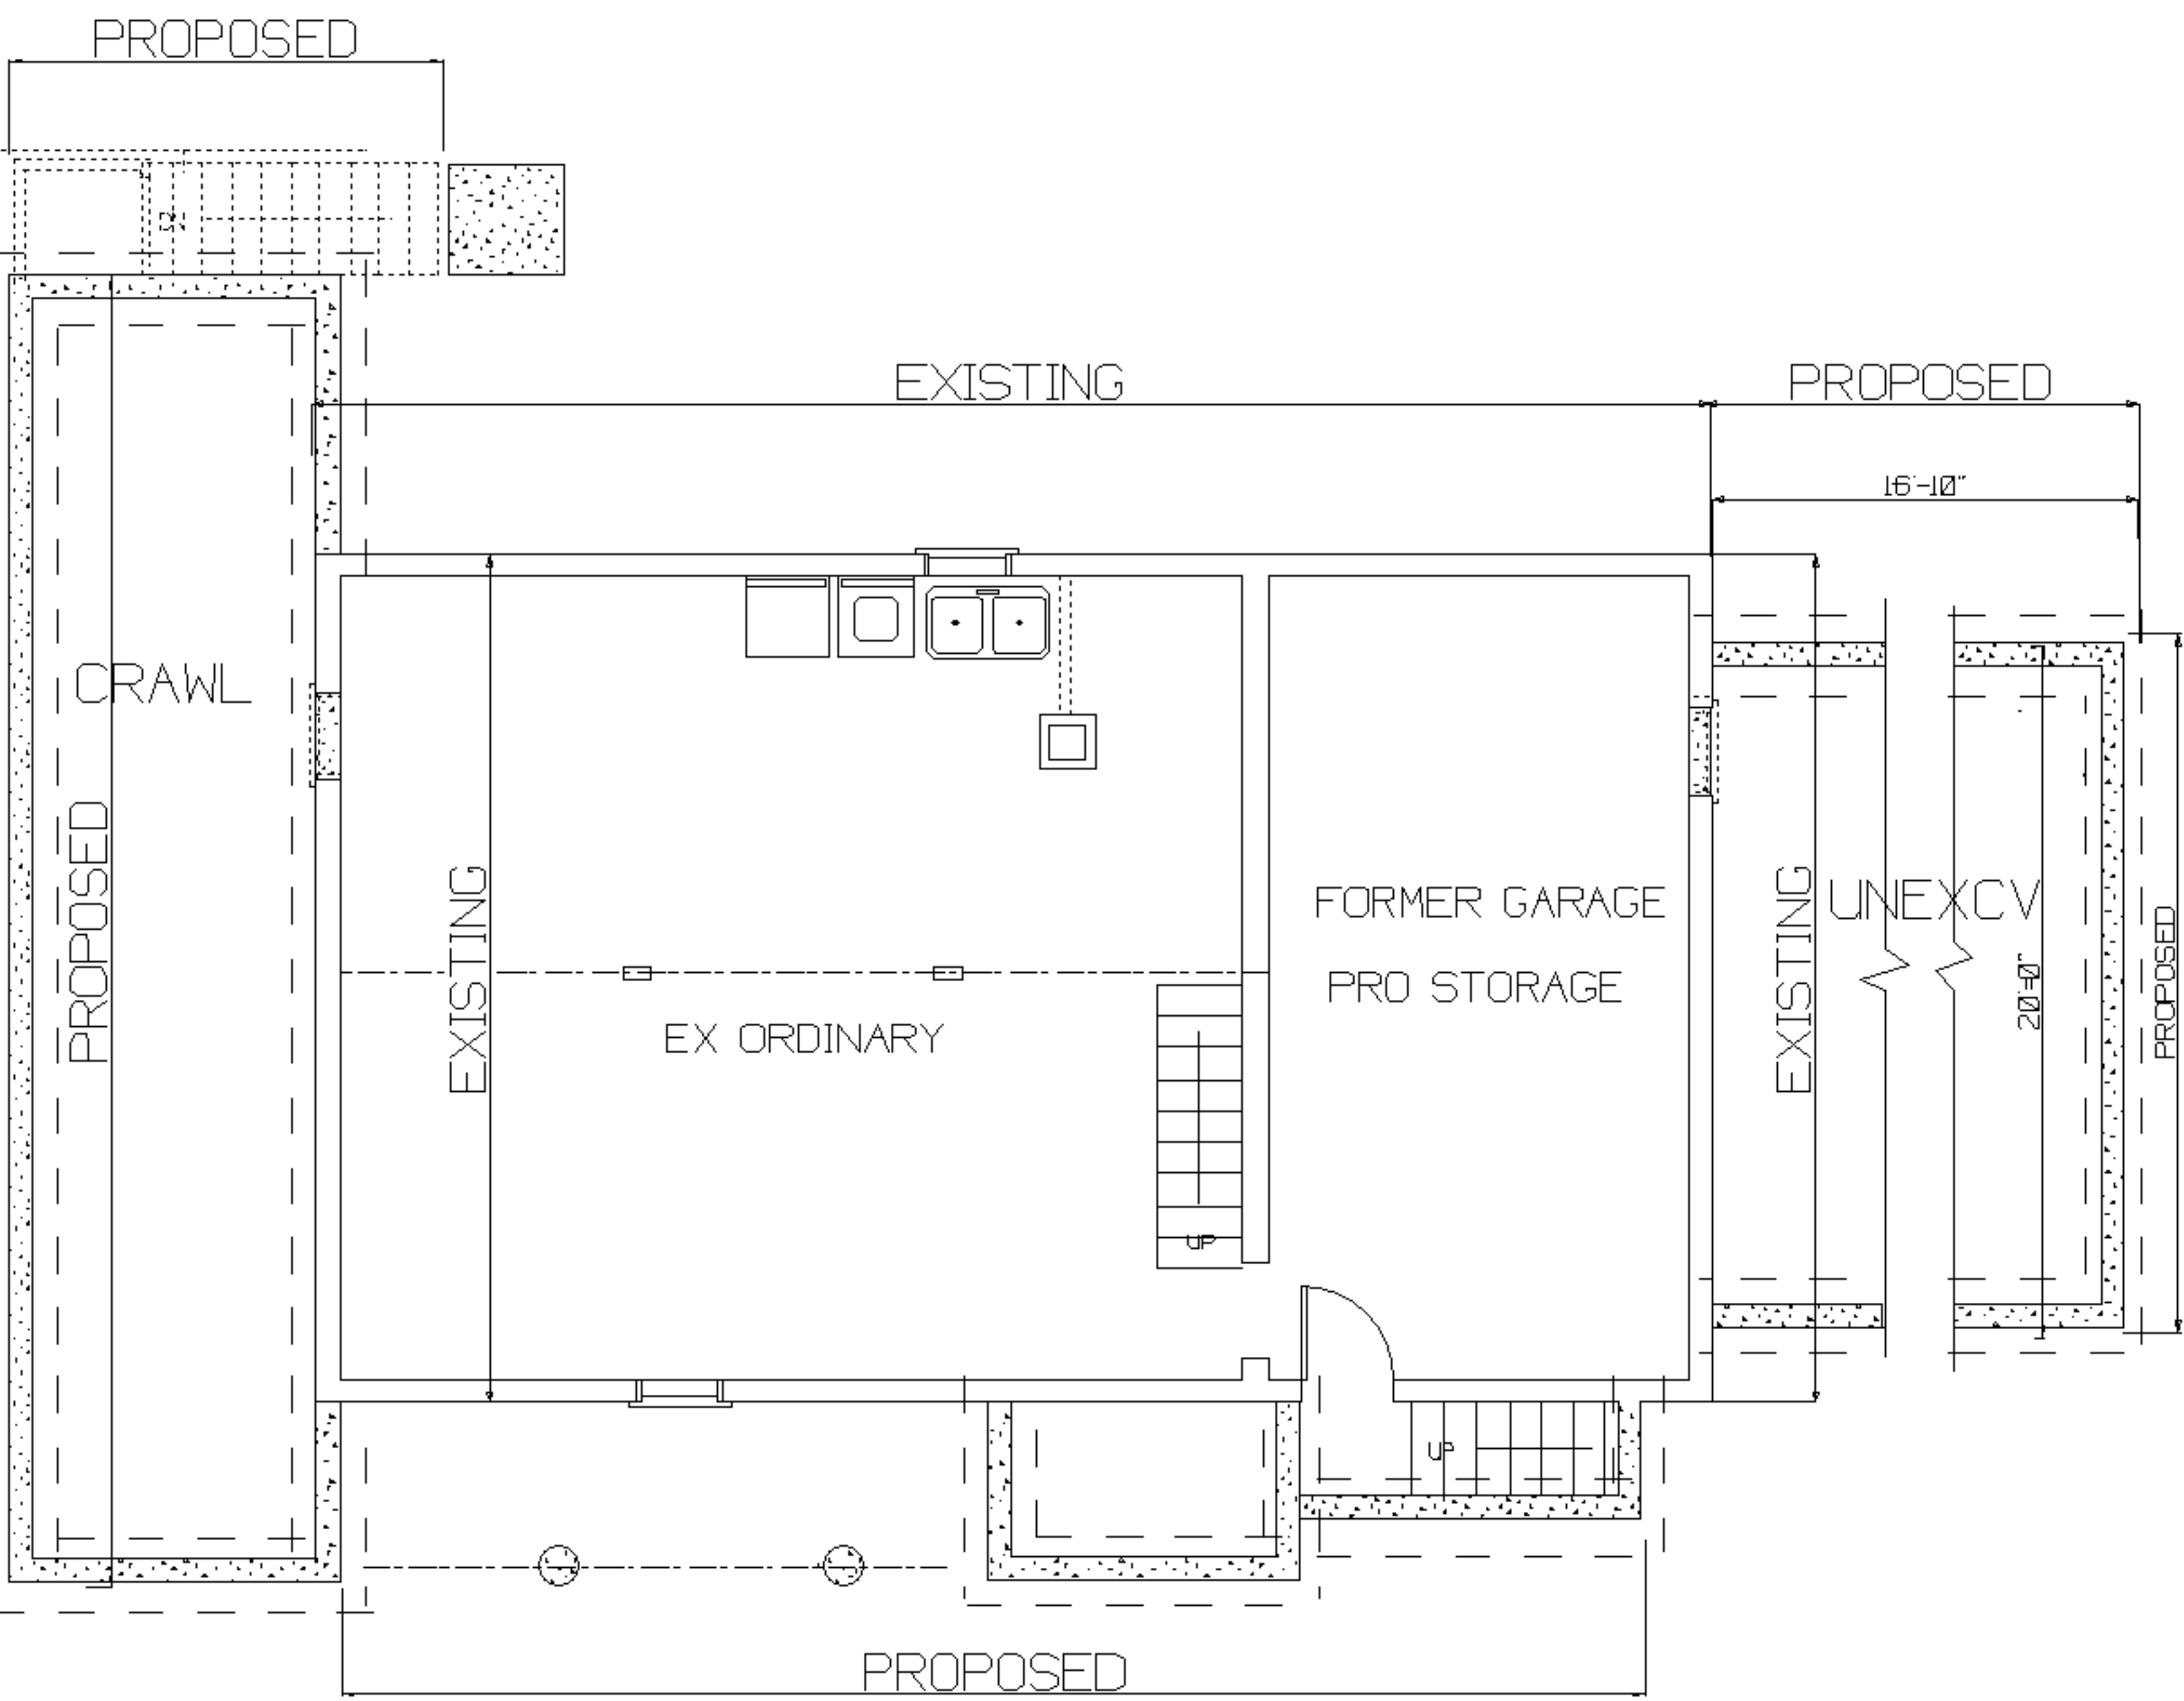 PROPOSED
EXISTING
PROPOSED
16'-10"
CRAWL
PROPOSED
EXISTING
FORMER GARAGE
PRO STORAGE
EX ORDINARY
EXISTING
UNEXCV
20'-0"
PROPOSED
UP
UP
PROPOSED